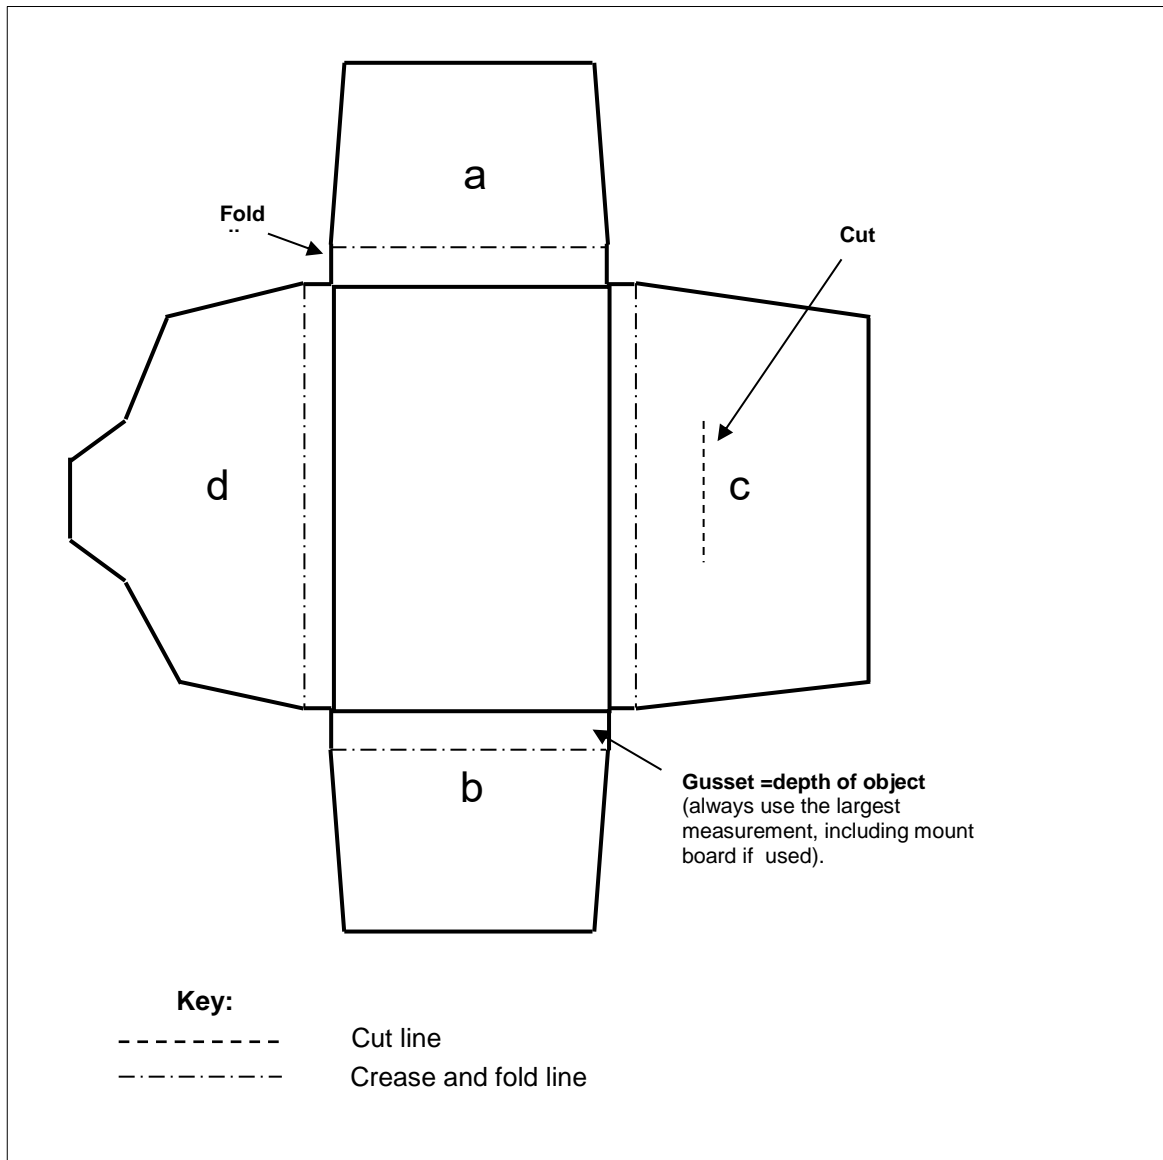 a
Fold
Cut
d
c
b
Gusset =depth of object
(always use the largest
measurement, including mount
board if used).
Key:
Cut line
Crease and fold line